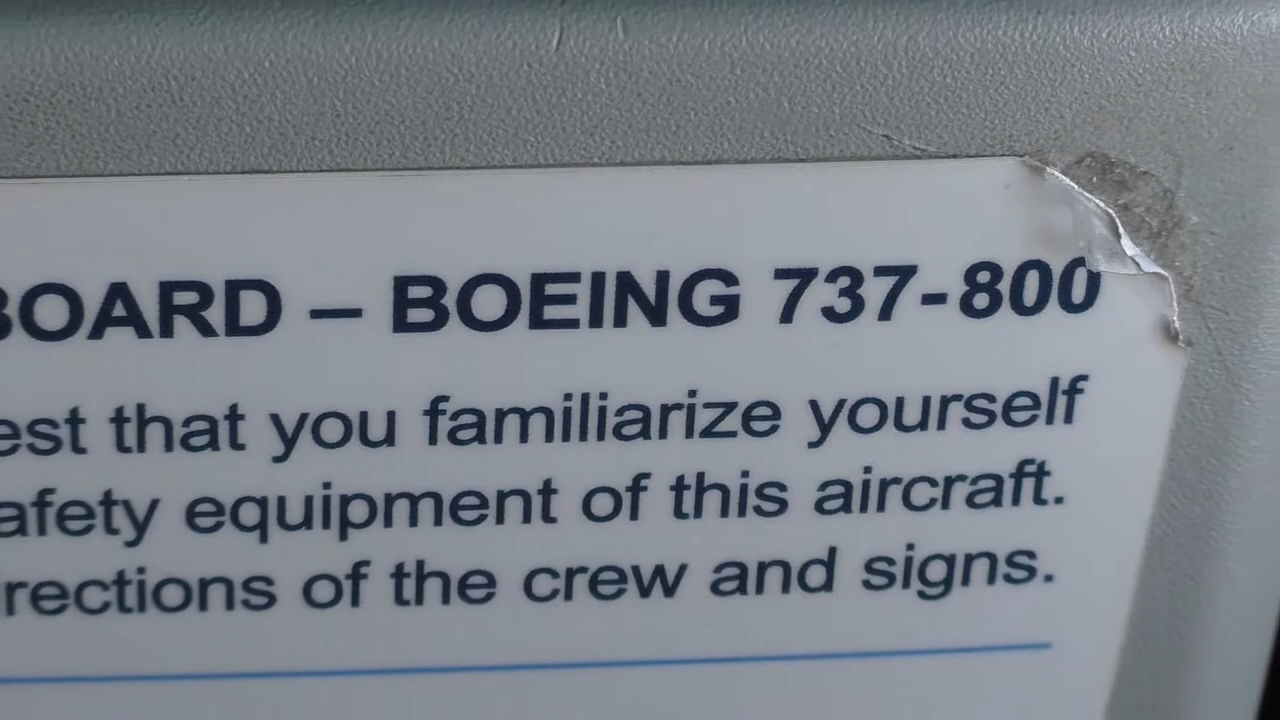 BOARD – BOEING 737-800
est that you familiarize yourself
afety equipment of this aircraft.
rections of the crew and signs.